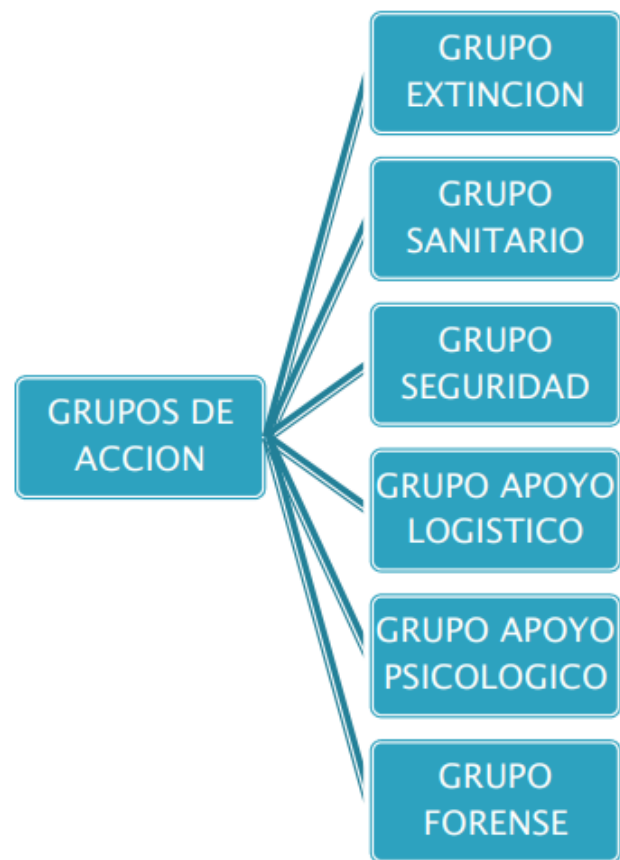 GRUPO
EXTINCION
GRUPO
SANITARIO
GRUPO
SEGURIDAD
GRUPOS DE
ACCION
GRUPO APOYO
LOGISTICO
GRUPO APOYO
PSICOLOGICO
GRUPO
FORENSE